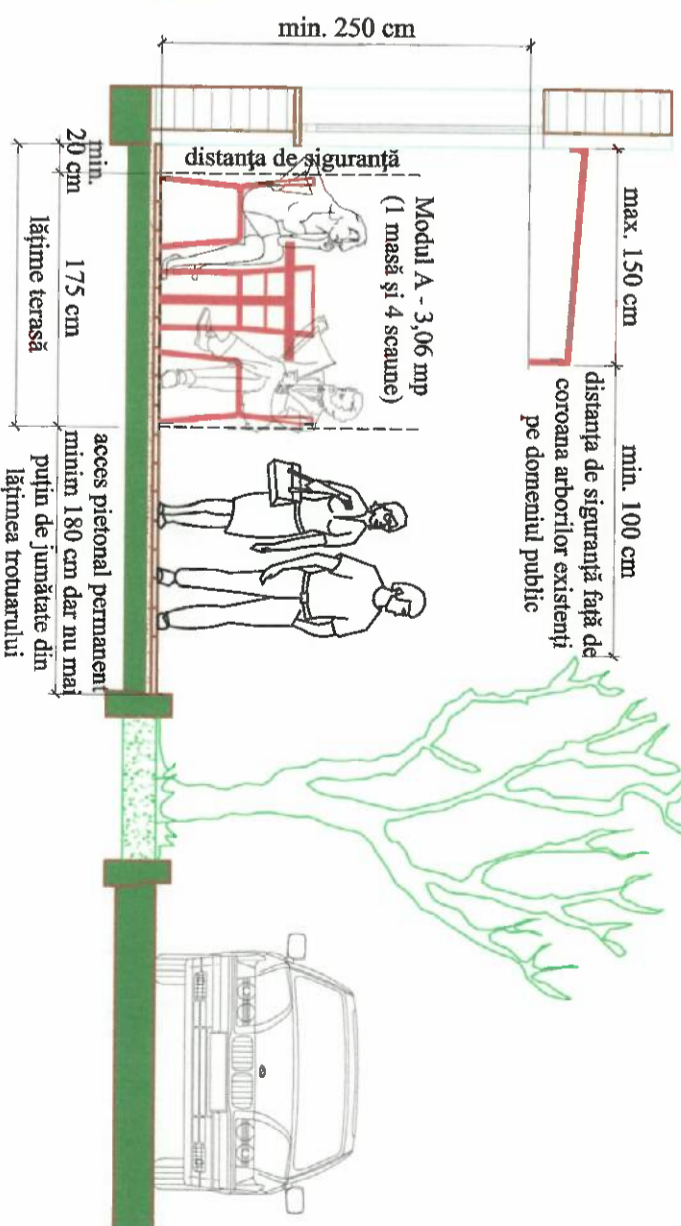 min. 250 cm
max. 150 cm
min. 100 cm
distanța de siguranță față de
coroana arborilor existenți
pe domeniul public
Modul A - 3,06 mp
(1 masă și 4 scaune)
distanța de siguranță
min.
20 cm
175 cm
lățime terasă
acces pietonal permanent
minim 180 cm dar nu mai
puțin de jumătate din
lățimea trotuarului